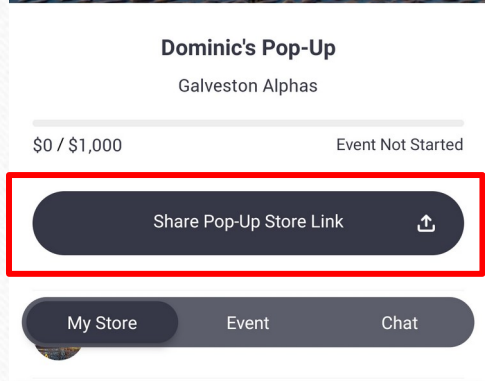 Dominic's Pop-Up
Galveston Alphas
$0 / $1,000 Event Not Started
Share Pop-Up Store Link
My Store Event Chat